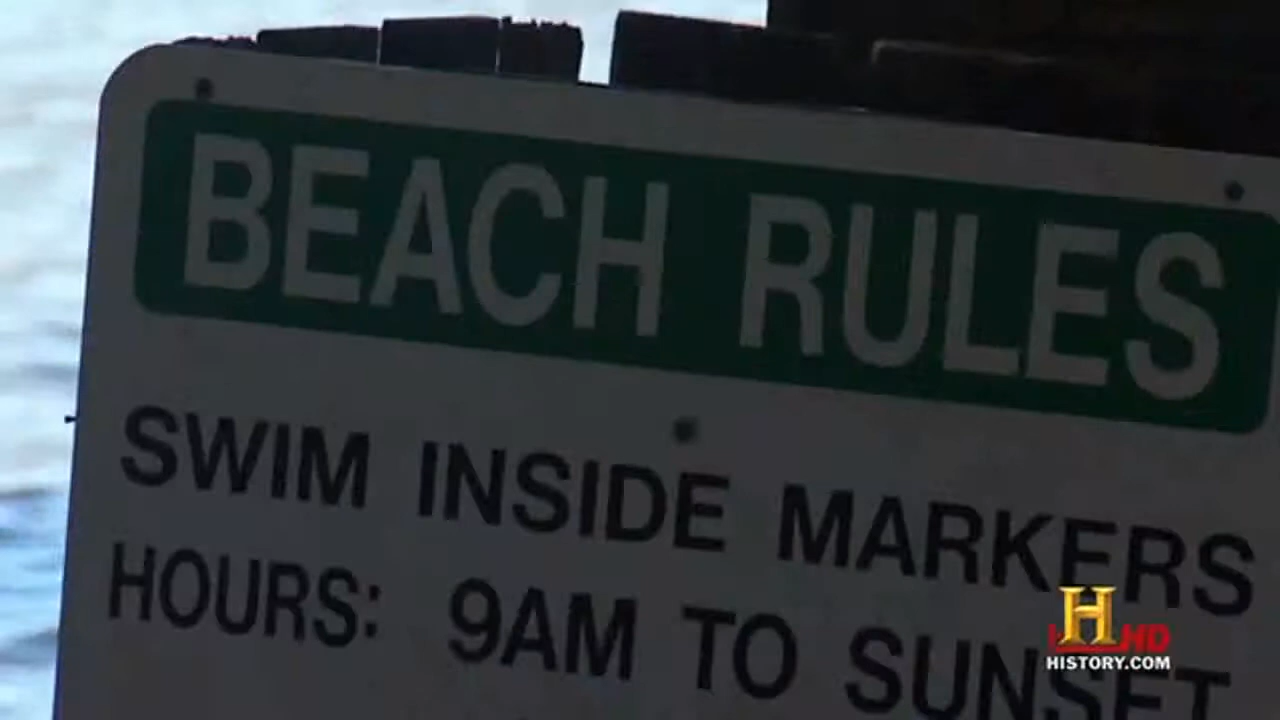 BEACH RULES
SWIM INSIDE MARKERS
HOURS: 9AM TO SUNSET
H HD
HISTORY.COM